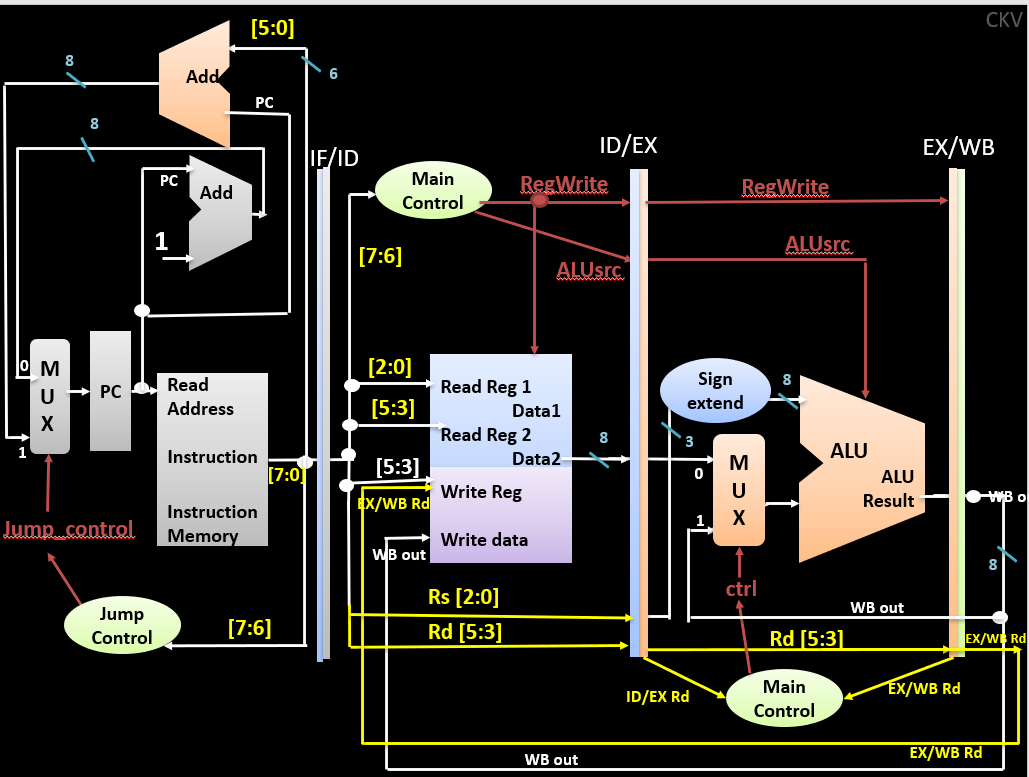 CKV
[5:0]
8
6
Add
PC
8
IF/ID
ID/EX
EX/WB
PC
Add
1
Main
Control
RegWrite
RegWrite
[7:6]
ALUsrc
ALUsrc
0
M
U
X
1
PC
Read
Address
Instruction
Instruction
Memory
[7:0]
[2:0]
[5:3]
[5:3]
EX/WB Rd
WB out
Read Reg 1
Data1
Read Reg 2
Data2
Write Reg
Write data
8
Sign
extend
8
3
0
M
U
X
1
ALU
ALU
Result
WB o
8
Jump_control
ctrl
Jump
Control
[7:6]
Rs [2:0]
Rd [5:3]
WB out
Rd [5:3]
EX/WB Rd
ID/EX Rd
Main
Control
EX/WB Rd
EX/WB Rd
WB out